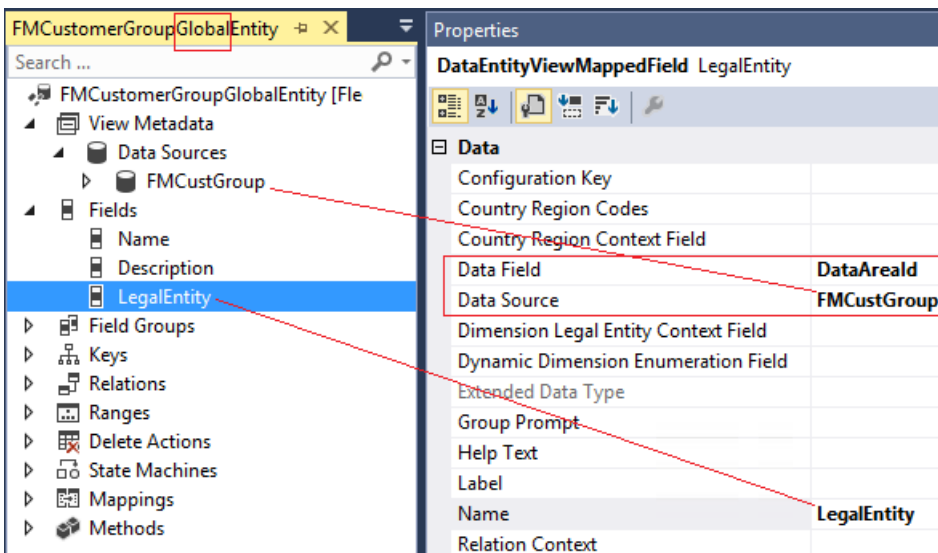 FMCustomerGroupGlobalEntity
Search ...
FMCustomerGroupGlobalEntity [Fle
View Metadata
Data Sources
FMCustGroup
Fields
Name
Description
LegalEntity
Field Groups
Keys
Relations
Ranges
Delete Actions
State Machines
Mappings
Methods
Properties
DataEntityViewMappedField LegalEntity
Data
Configuration Key
Country Region Codes
Country Region Context Field
Data Field DataAreaId
Data Source FMCustGroup
Dimension Legal Entity Context Field
Dynamic Dimension Enumeration Field
Extended Data Type
Group Prompt
Help Text
Label
Name LegalEntity
Relation Context